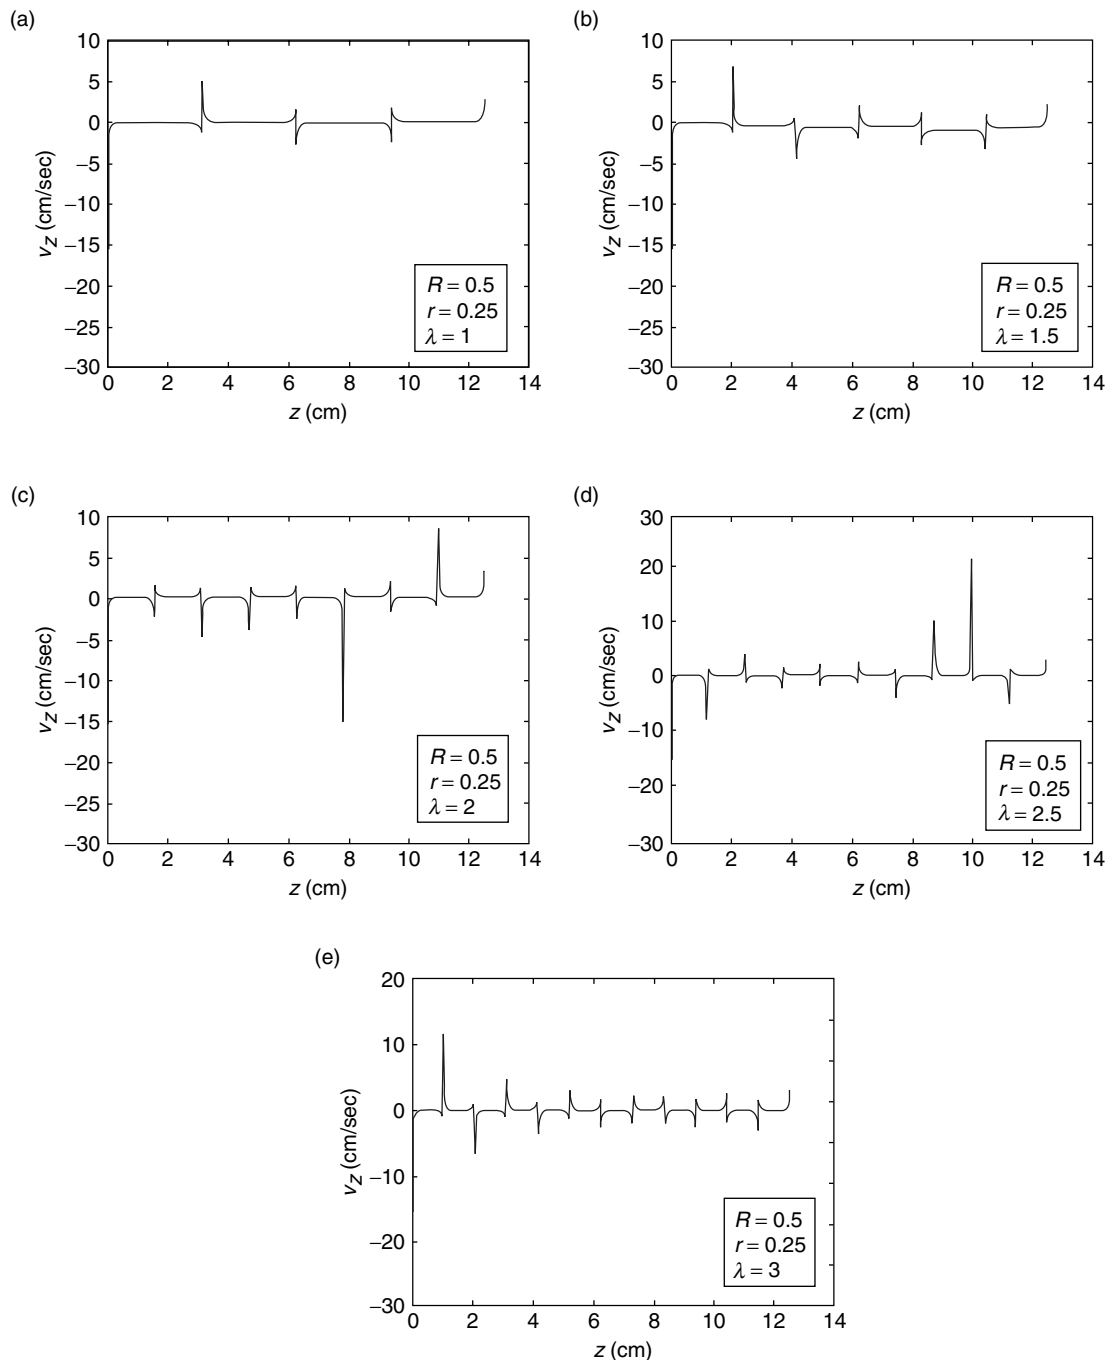 (a)
10
5
0
−5
−10
−15
−20
−25
−30
v_Z (cm/sec)
0 2 4 6 8 10 12 14
z (cm)
R = 0.5
r = 0.25
λ = 1
(b)
10
5
0
−5
−10
−15
−20
−25
−30
v_Z (cm/sec)
0 2 4 6 8 10 12 14
z (cm)
R = 0.5
r = 0.25
λ = 1.5
(c)
10
5
0
−5
−10
−15
−20
−25
−30
v_Z (cm/sec)
0 2 4 6 8 10 12 14
z (cm)
R = 0.5
r = 0.25
λ = 2
(d)
30
20
10
0
−10
−20
−30
v_Z (cm/sec)
0 2 4 6 8 10 12 14
z (cm)
R = 0.5
r = 0.25
λ = 2.5
(e)
20
10
0
−10
−20
−30
v_Z (cm/sec)
0 2 4 6 8 10 12 14
z (cm)
R = 0.5
r = 0.25
λ = 3